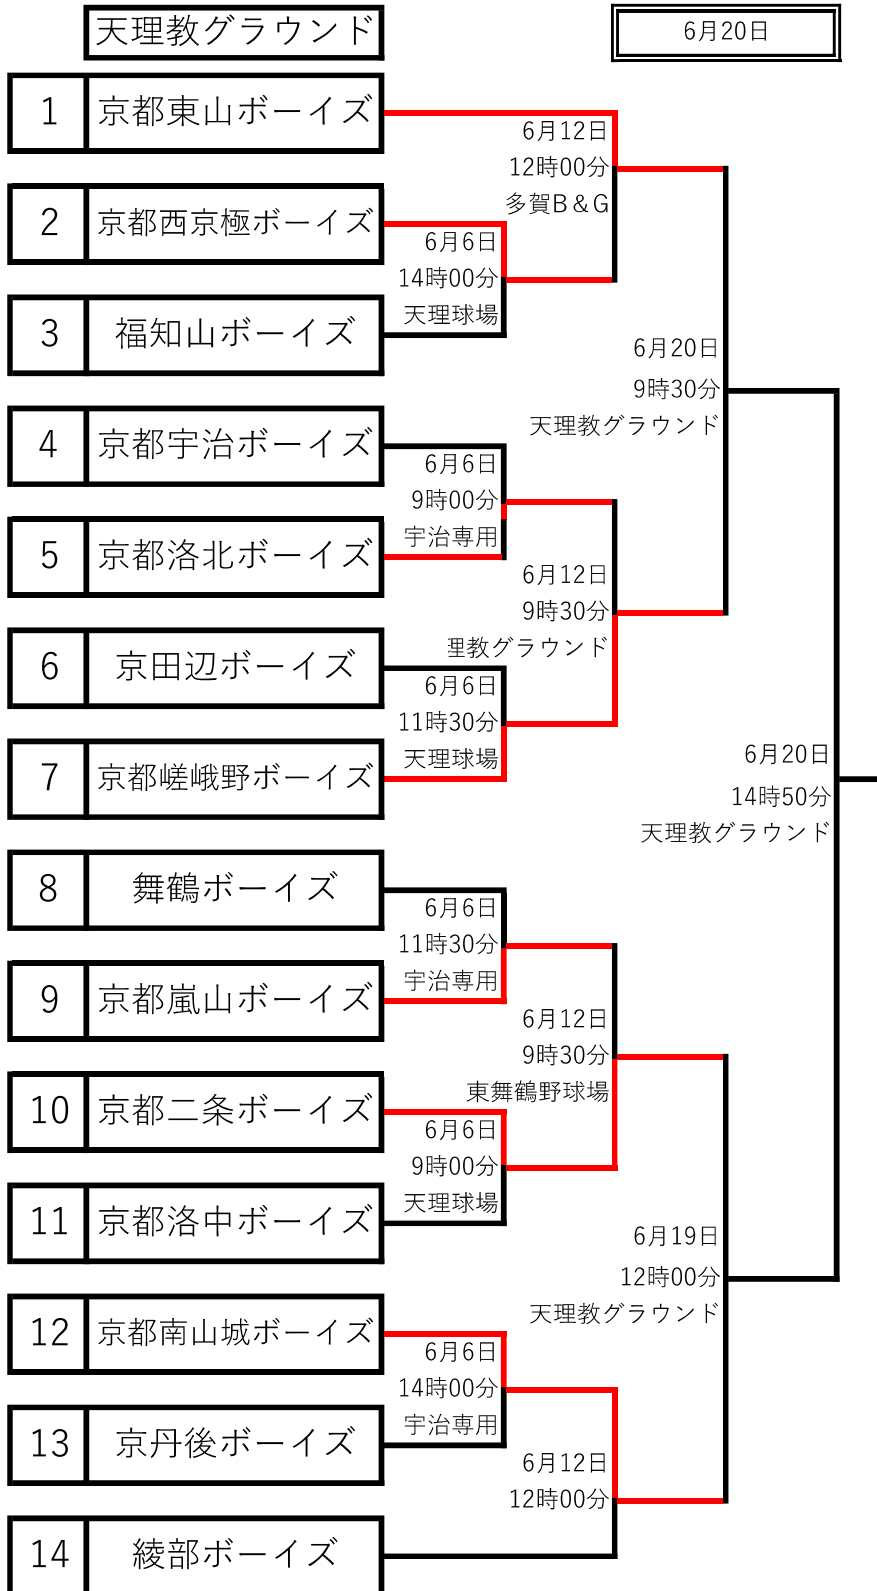 天理教グラウンド
6月20日
1 京都東山ボーイズ
6月12日
12時00分
多賀B&G
2 京都西京極ボーイズ
6月6日
14時00分
天理球場
3 福知山ボーイズ
6月20日
9時30分
天理教グラウンド
4 京都宇治ボーイズ
6月6日
9時00分
宇治専用
5 京都洛北ボーイズ
6月12日
9時30分
理教グラウンド
6 京田辺ボーイズ
6月6日
11時30分
天理球場
7 京都嵯峨野ボーイズ
6月20日
14時50分
天理教グラウンド
8 舞鶴ボーイズ
6月6日
11時30分
宇治専用
9 京都嵐山ボーイズ
6月12日
9時30分
東舞鶴野球場
10 京都二条ボーイズ
6月6日
9時00分
天理球場
11 京都洛中ボーイズ
6月19日
12時00分
天理教グラウンド
12 京都南山城ボーイズ
6月6日
14時00分
宇治専用
13 京丹後ボーイズ
6月12日
12時00分
14 綾部ボーイズ